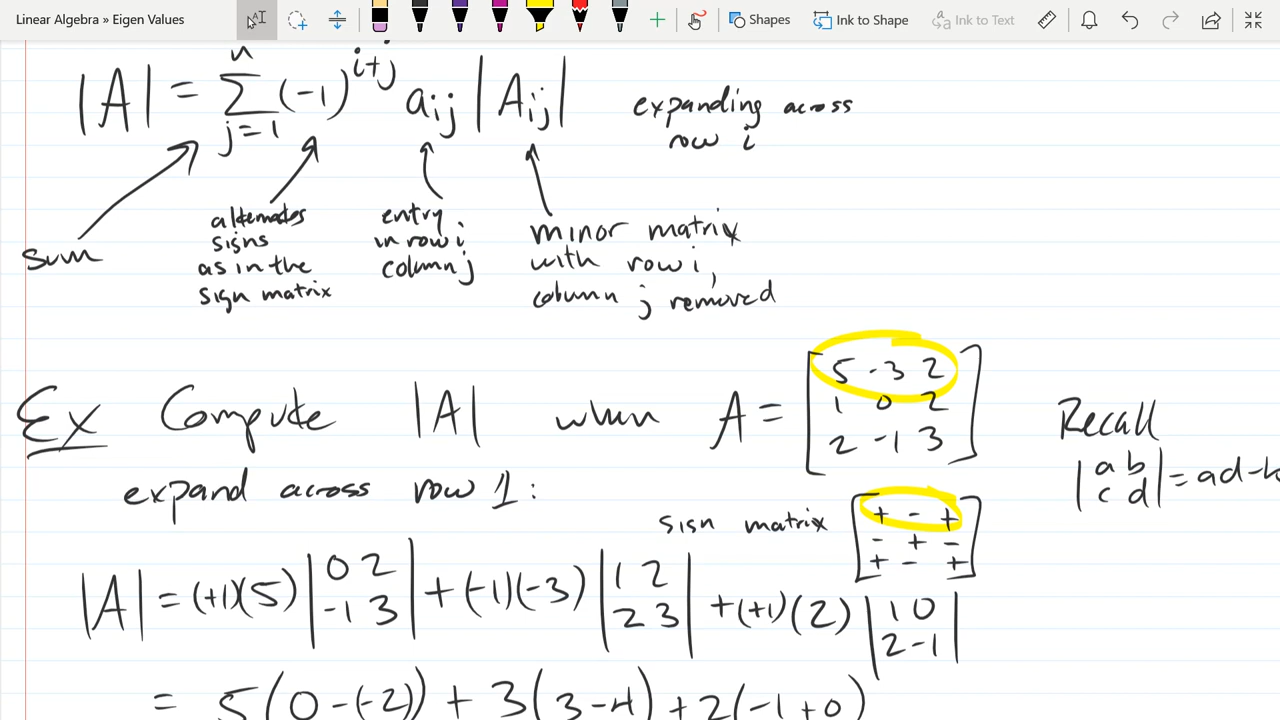 Linear Algebra » Eigen Values
Shapes
Ink to Shape
Ink to Text
|A| = n ∑ j=1 (-1)^i+j aij |Aij| expanding across row i
sum
alternates signs as in the sign matrix
entry in row i column j
minor matrix with row i, column j removed
Ex Compute |A| when A = [5 -3 2
1 0 2
2 -1 3]
Recall
|a b
c d| = ad-b
expand across row 1:
sign matrix [+ - +
- + -
+ - +]
|A| = (+1)(5) |0 2
-1 3| + (-1)(-3) |1 2
2 3| + (+1)(2) |1 0
2 -1|
= 5(0-(-2)) + 3(3-4) + 2(-1+0)